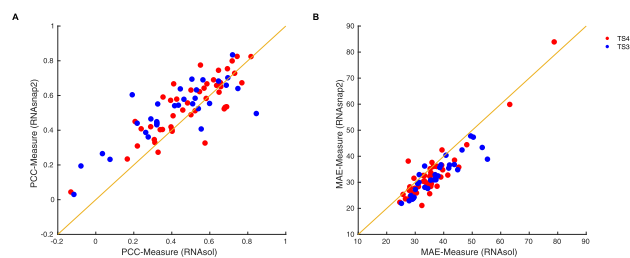 A
B
1
0.8
0.6
0.4
0.2
0
-0.2
-0.2 0 0.2 0.4 0.6 0.8 1
PCC-Measure (RNAsnap2)
PCC-Measure (RNAsol)
90
80
70
60
50
40
30
20
10
10 20 30 40 50 60 70 80 90
MAE-Measure (RNAsnap2)
MAE-Measure (RNAsol)
TS4
TS3